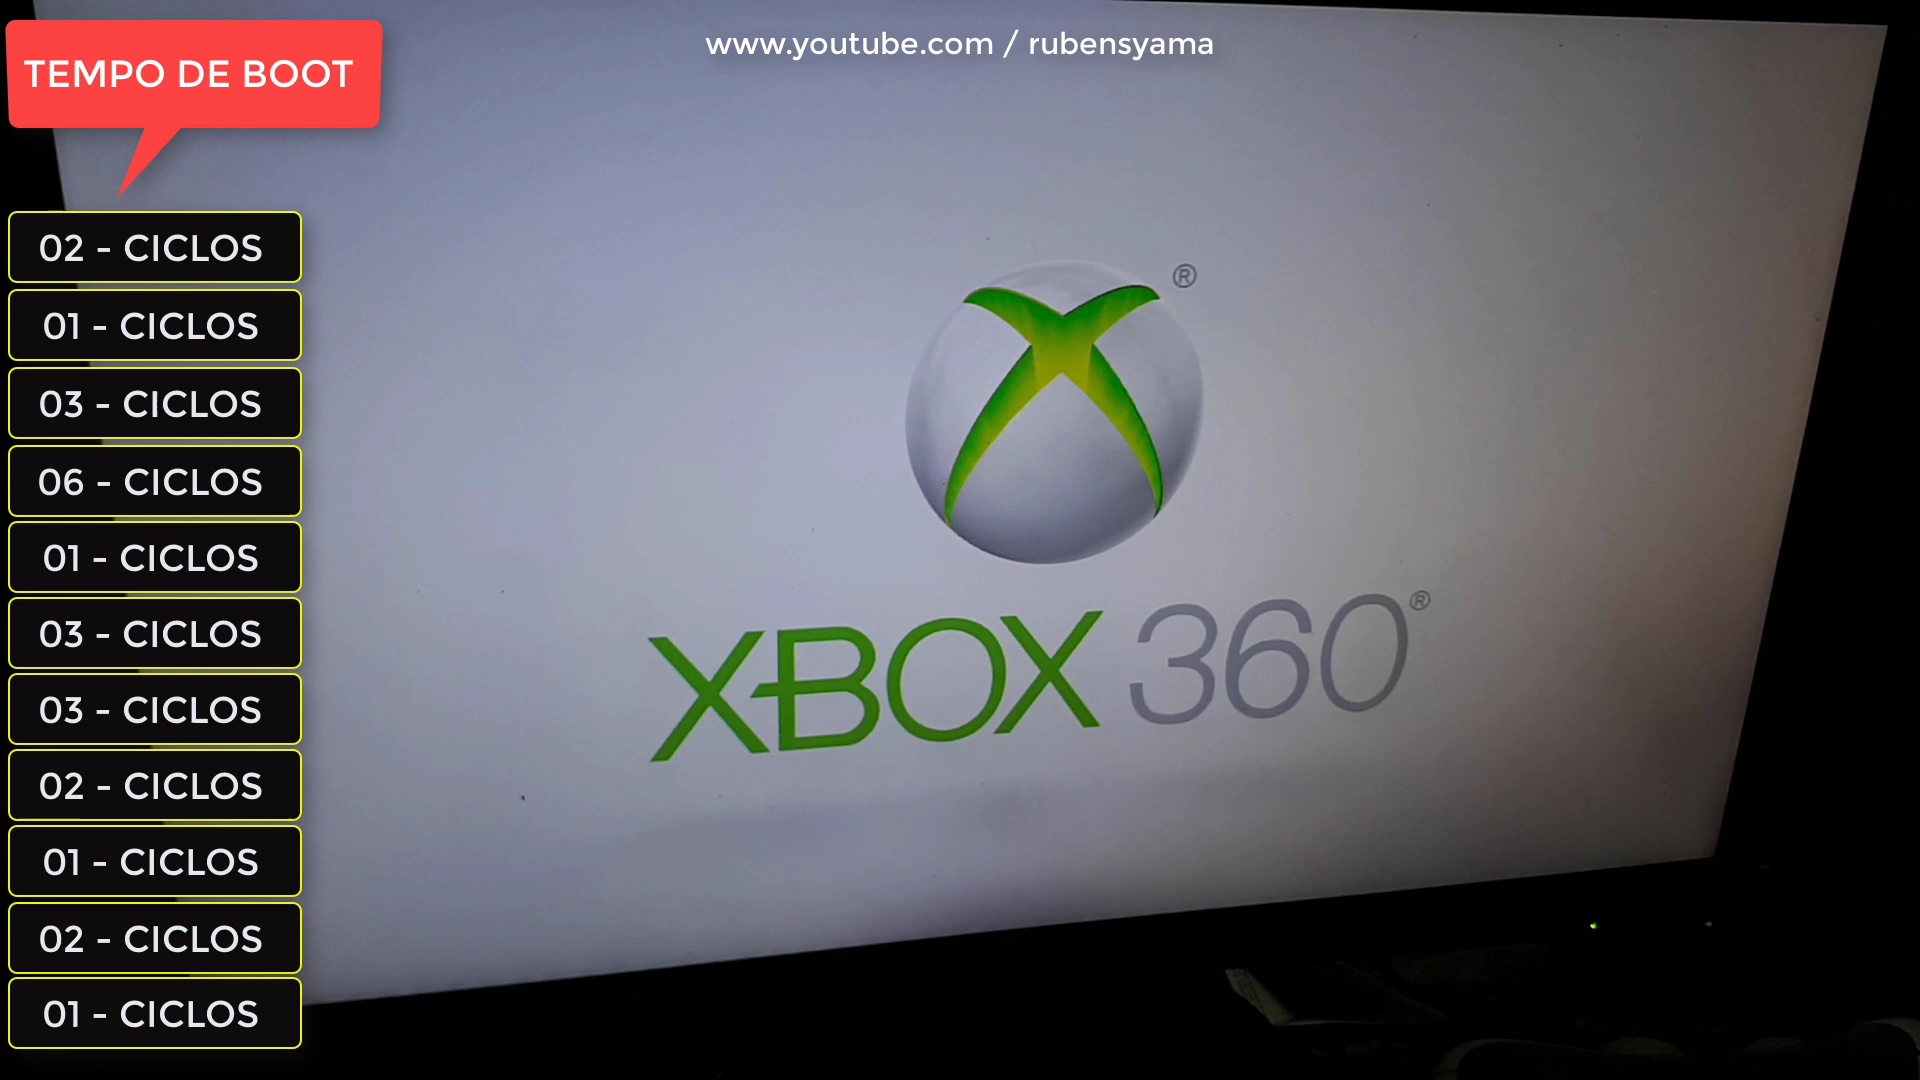 www.youtube.com / rubensyama
TEMPO DE BOOT
02 - CICLOS
01 - CICLOS
03 - CICLOS
06 - CICLOS
01 - CICLOS
03 - CICLOS
03 - CICLOS
02 - CICLOS
01 - CICLOS
02 - CICLOS
01 - CICLOS
®
XBOX 360®